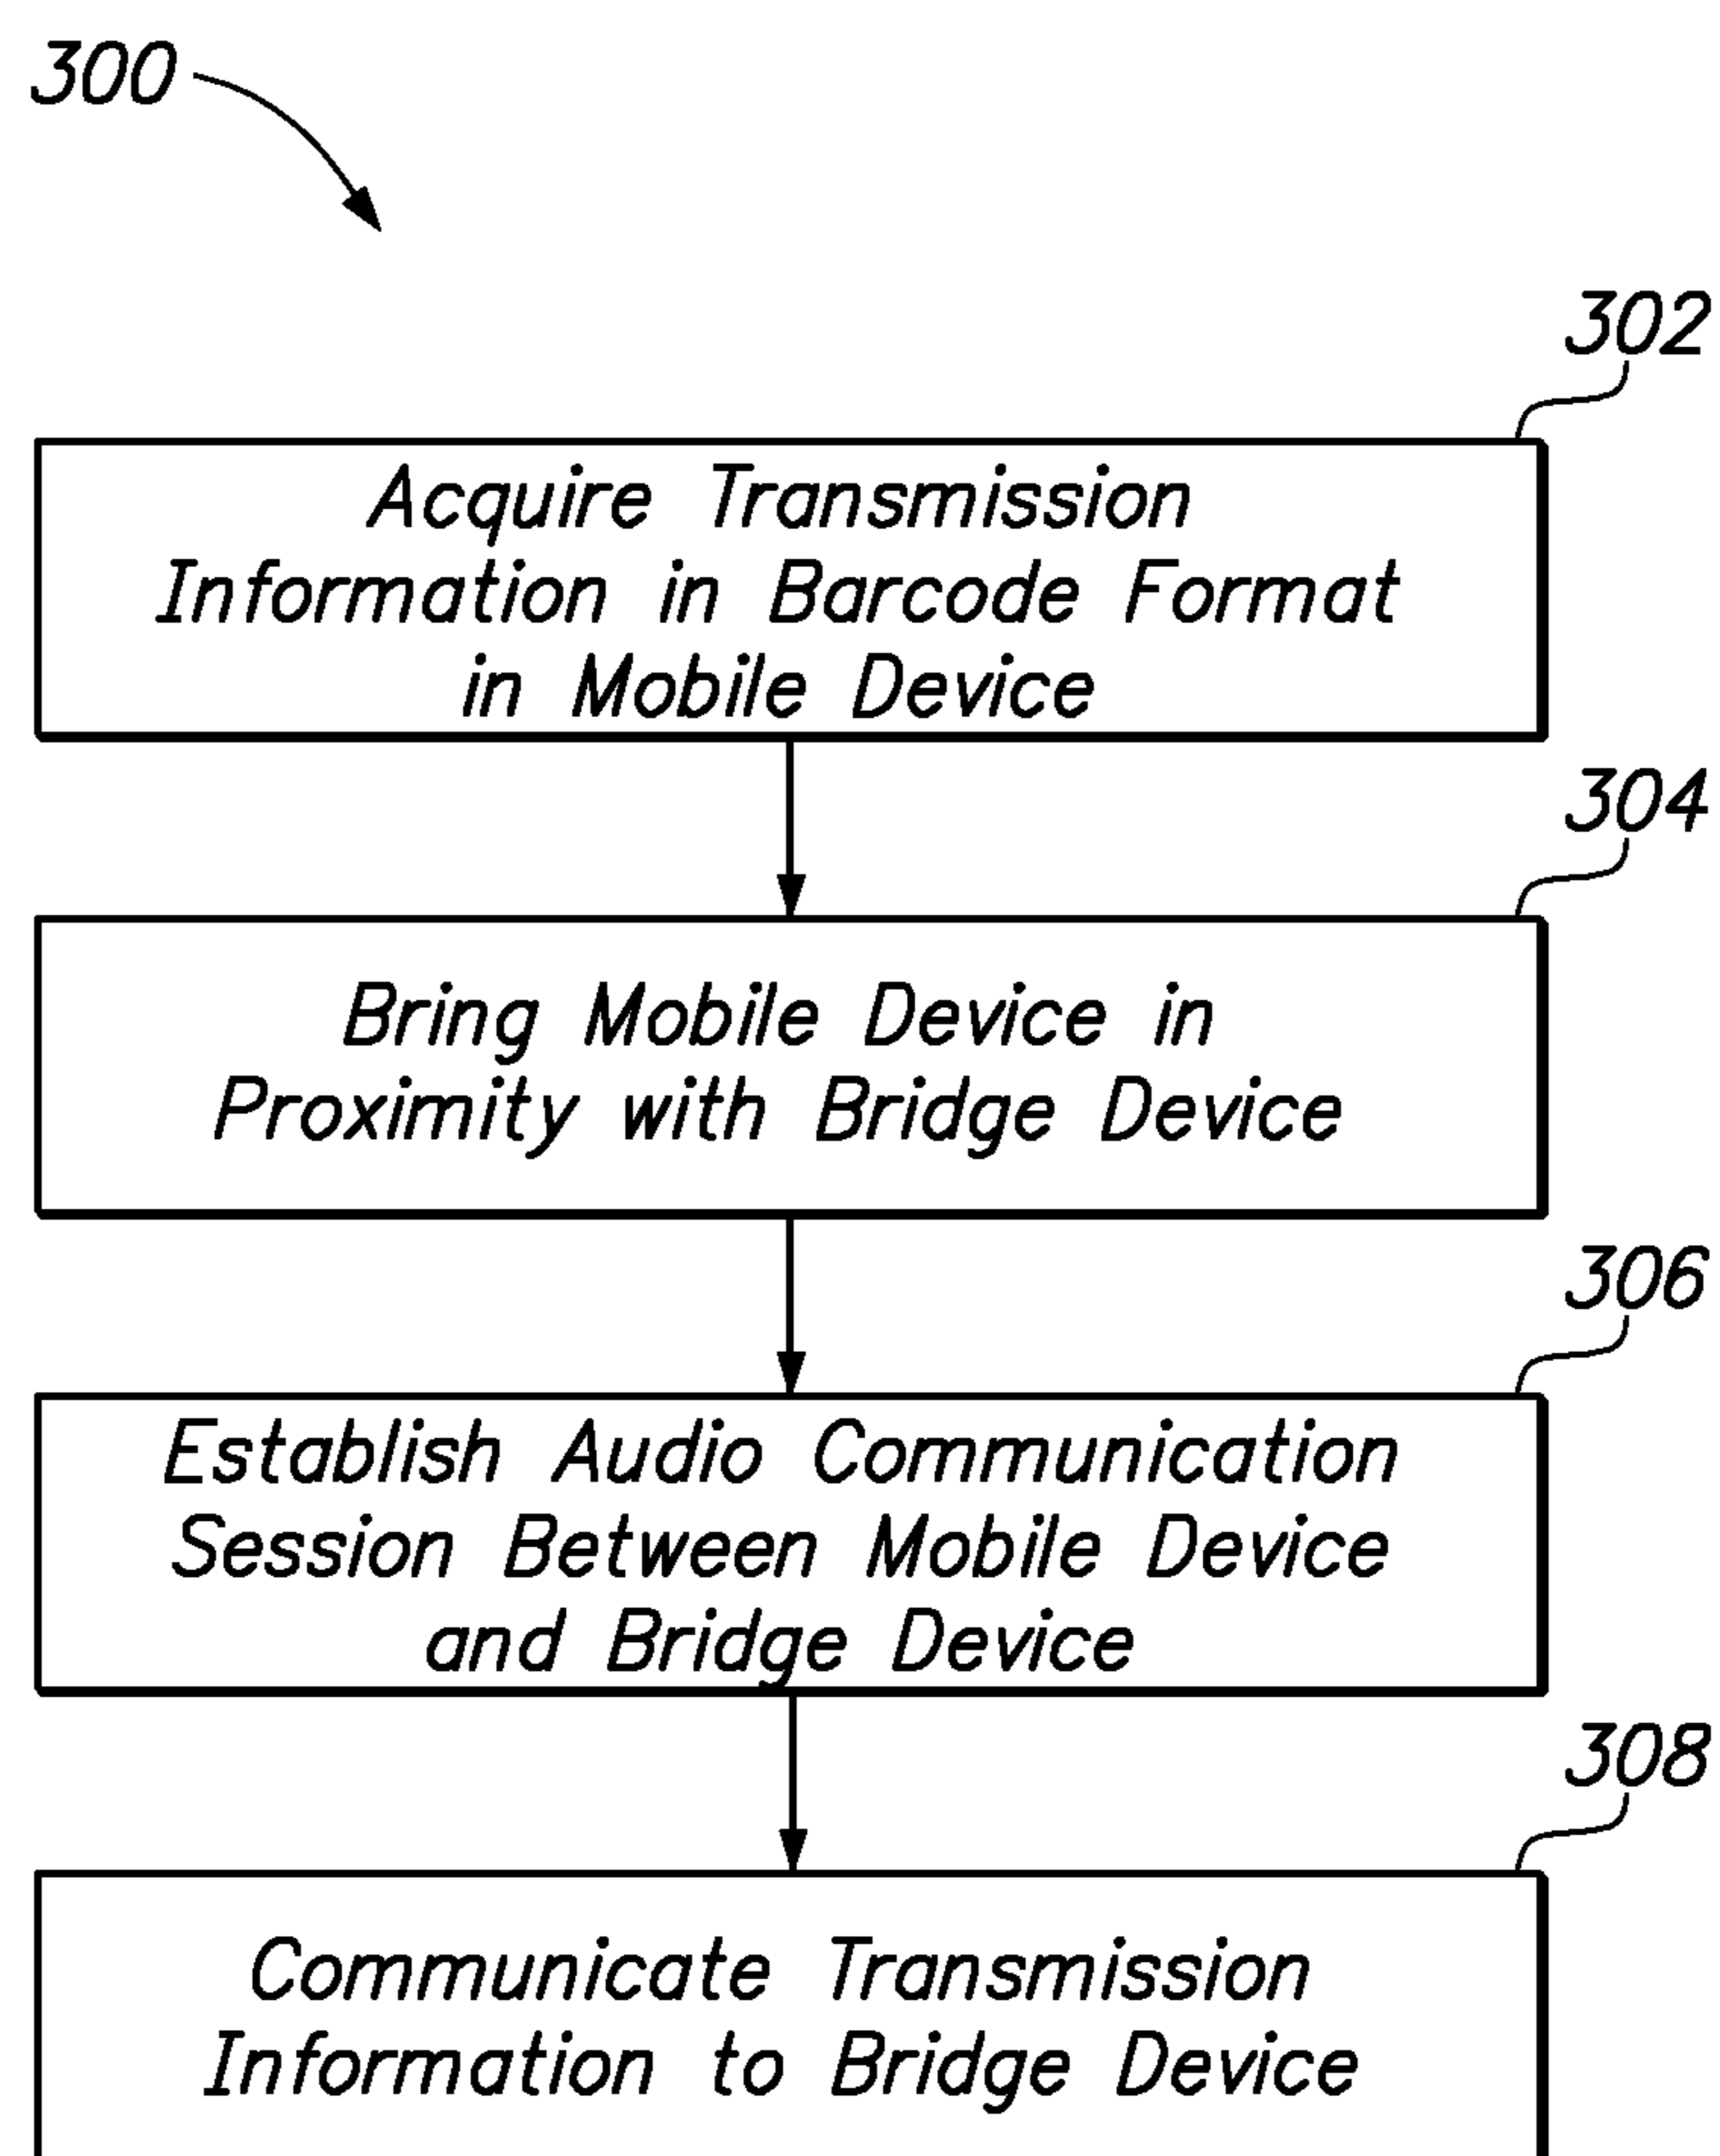 300
302
Acquire Transmission
Information in Barcode Format
in Mobile Device
304
Bring Mobile Device in
Proximity with Bridge Device
306
Establish Audio Communication
Session Between Mobile Device
and Bridge Device
308
Communicate Transmission
Information to Bridge Device